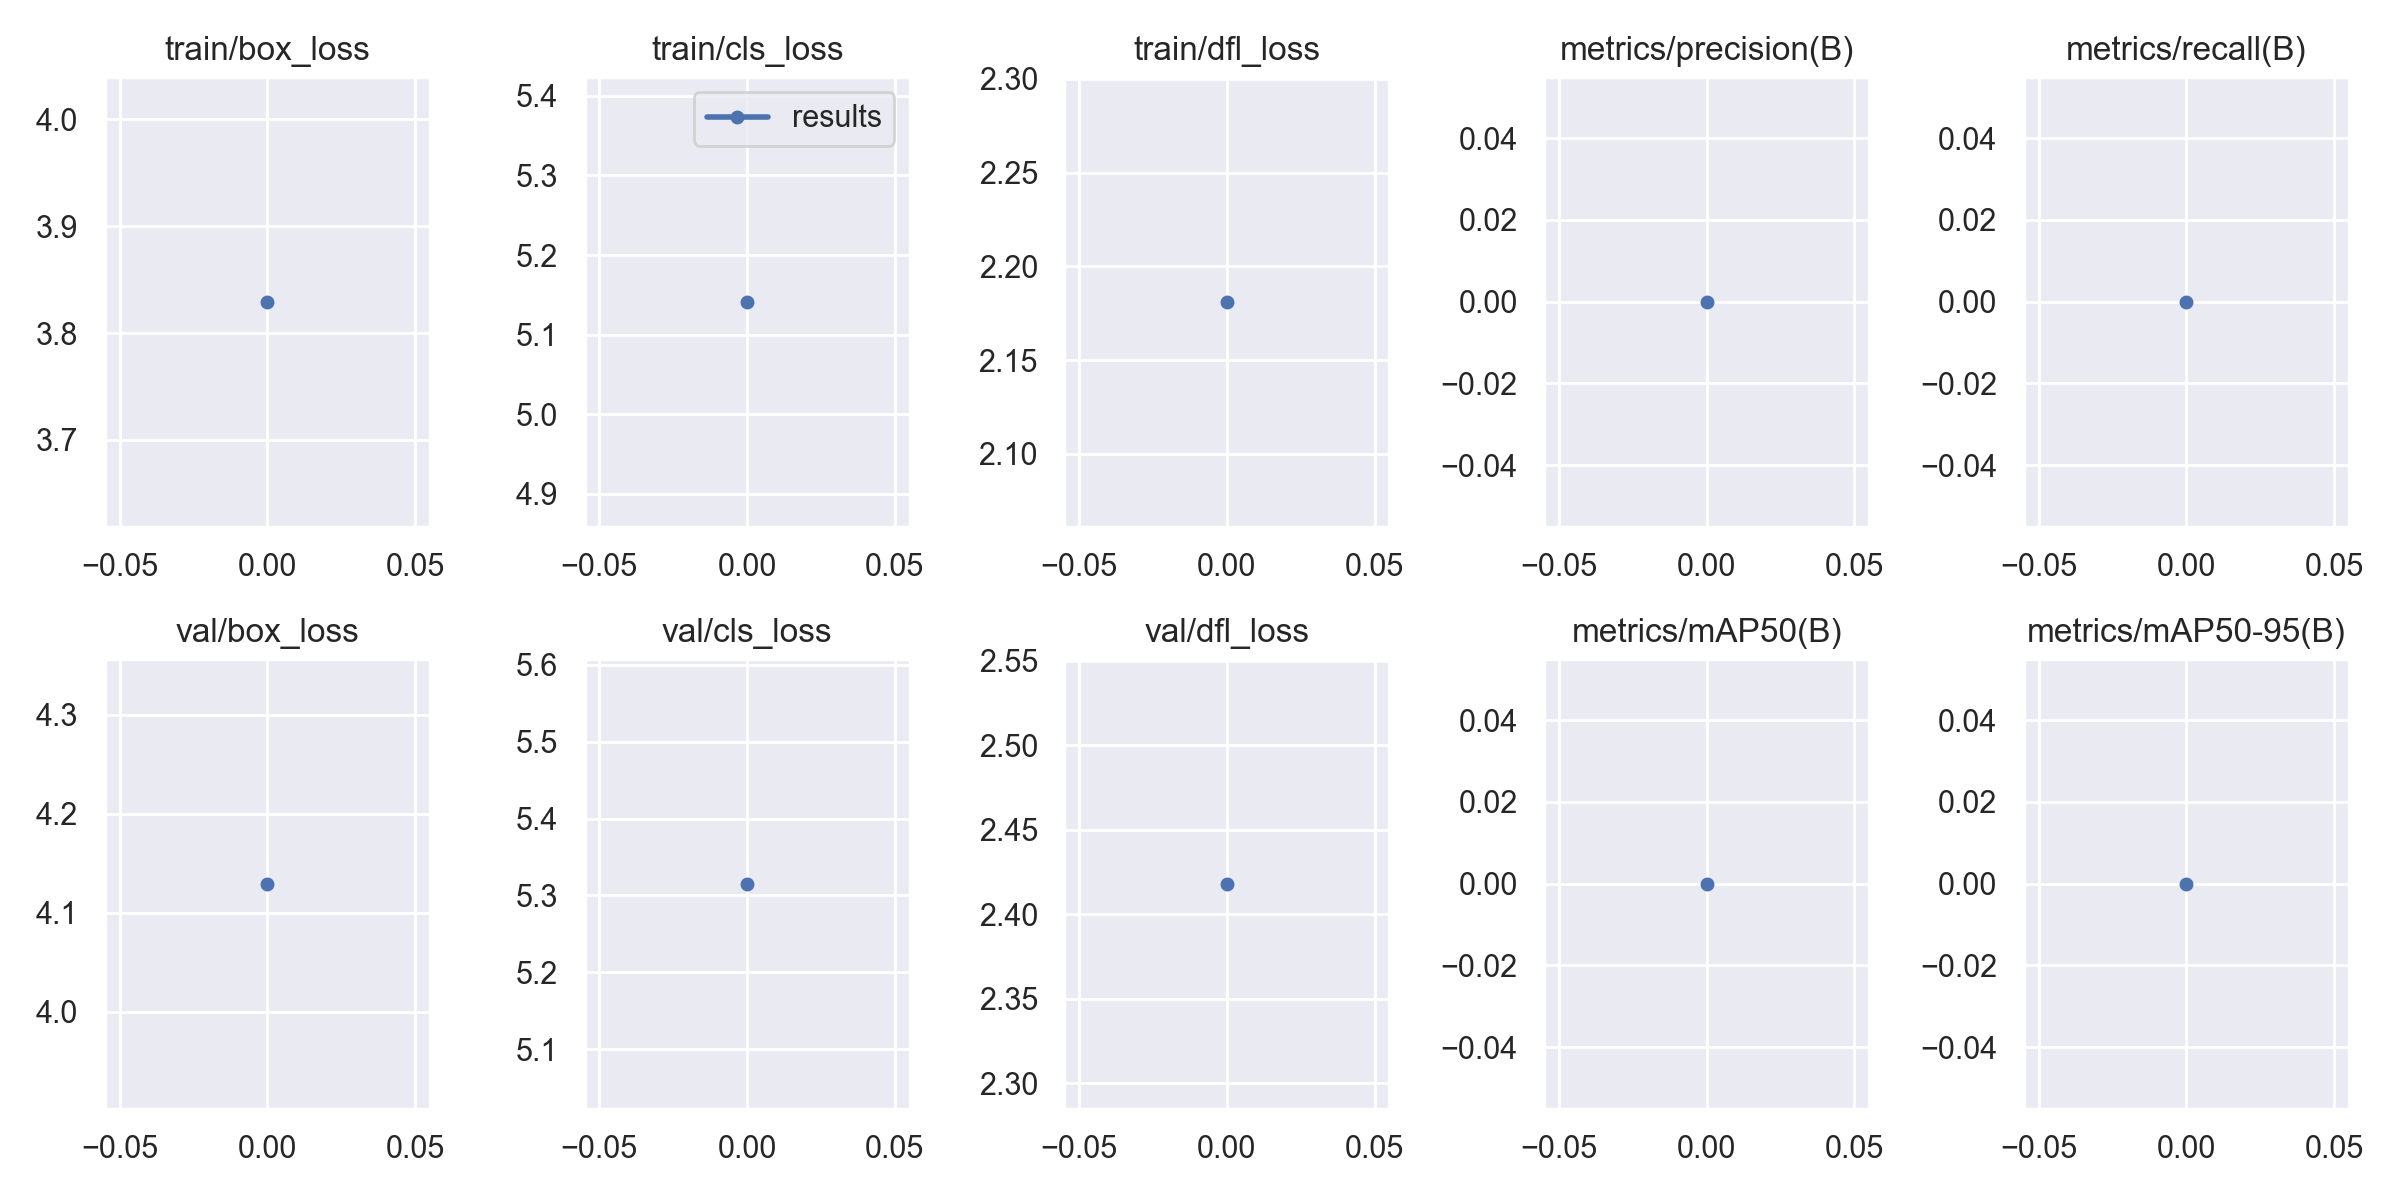 train/box_loss
4.0
3.9
3.8
3.7
−0.05 0.00 0.05
train/cls_loss
results
5.4
5.3
5.2
5.1
5.0
4.9
−0.05 0.00 0.05
train/dfl_loss
2.30
2.25
2.20
2.15
2.10
−0.05 0.00 0.05
metrics/precision(B)
0.04
0.02
0.00
−0.02
−0.04
−0.05 0.00 0.05
metrics/recall(B)
0.04
0.02
0.00
−0.02
−0.04
−0.05 0.00 0.05
val/box_loss
4.3
4.2
4.1
4.0
−0.05 0.00 0.05
val/cls_loss
5.6
5.5
5.4
5.3
5.2
5.1
−0.05 0.00 0.05
val/dfl_loss
2.55
2.50
2.45
2.40
2.35
2.30
−0.05 0.00 0.05
metrics/mAP50(B)
0.04
0.02
0.00
−0.02
−0.04
−0.05 0.00 0.05
metrics/mAP50-95(B)
0.04
0.02
0.00
−0.02
−0.04
−0.05 0.00 0.05